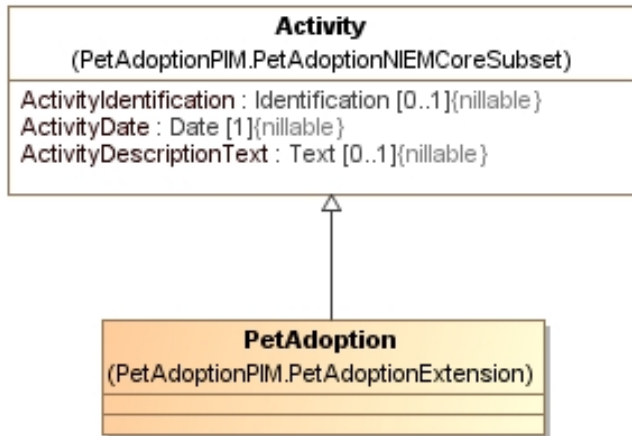 Activity
(PetAdoptionPIM.PetAdoptionNIEMCoreSubset)
ActivityIdentification : Identification [0..1]{nillable}
ActivityDate : Date [1]{nillable}
ActivityDescriptionText : Text [0..1]{nillable}
PetAdoption
(PetAdoptionPIM.PetAdoptionExtension)